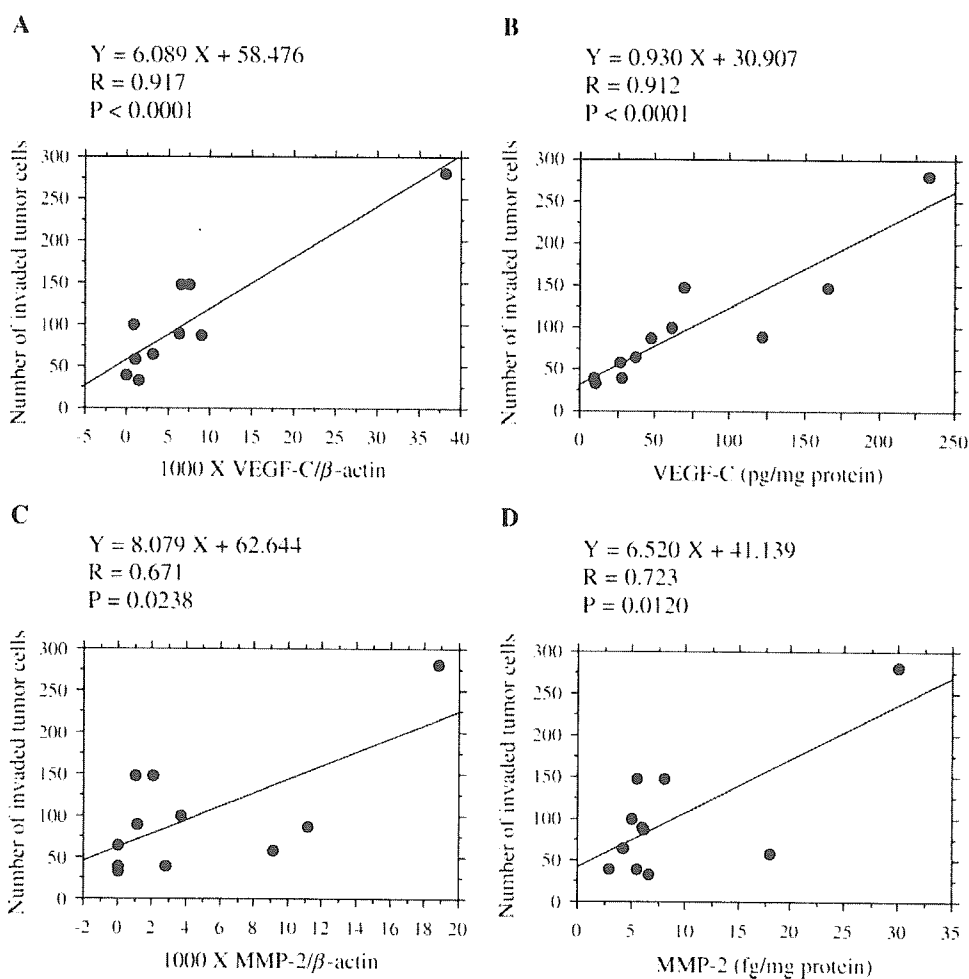 A
Y = 6.089 X + 58.476
R = 0.917
P < 0.0001
Number of invaded tumor cells
300
250
200
150
100
50
0
-5 0 5 10 15 20 25 30 35 40
1000 X VEGF-C/β-actin
B
Y = 0.930 X + 30.907
R = 0.912
P < 0.0001
Number of invaded tumor cells
300
250
200
150
100
50
0
0 50 100 150 200 250
VEGF-C (pg/mg protein)
C
Y = 8.079 X + 62.644
R = 0.671
P = 0.0238
Number of invaded tumor cells
300
250
200
150
100
50
0
-2 0 2 4 6 8 10 12 14 16 18 20
1000 X MMP-2/β-actin
D
Y = 6.520 X + 41.139
R = 0.723
P = 0.0120
Number of invaded tumor cells
300
250
200
150
100
50
0
0 5 10 15 20 25 30 35
MMP-2 (fg/mg protein)